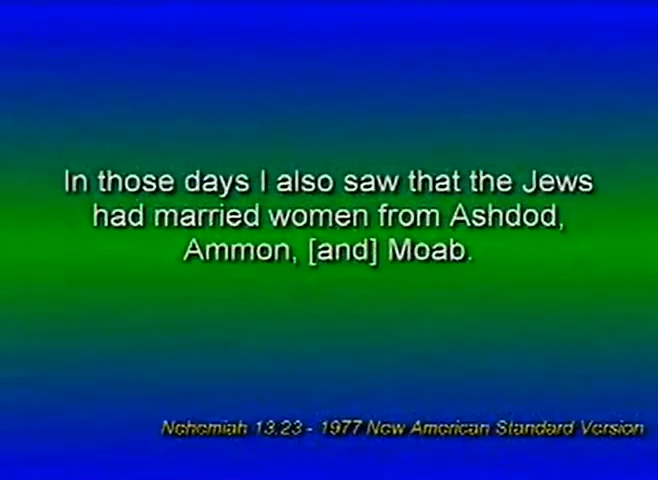 In those days I also saw that the Jews
had married women from Ashdod,
Ammon, [and] Moab.
Nehemiah 13.23 - 1977 New American Standard Version